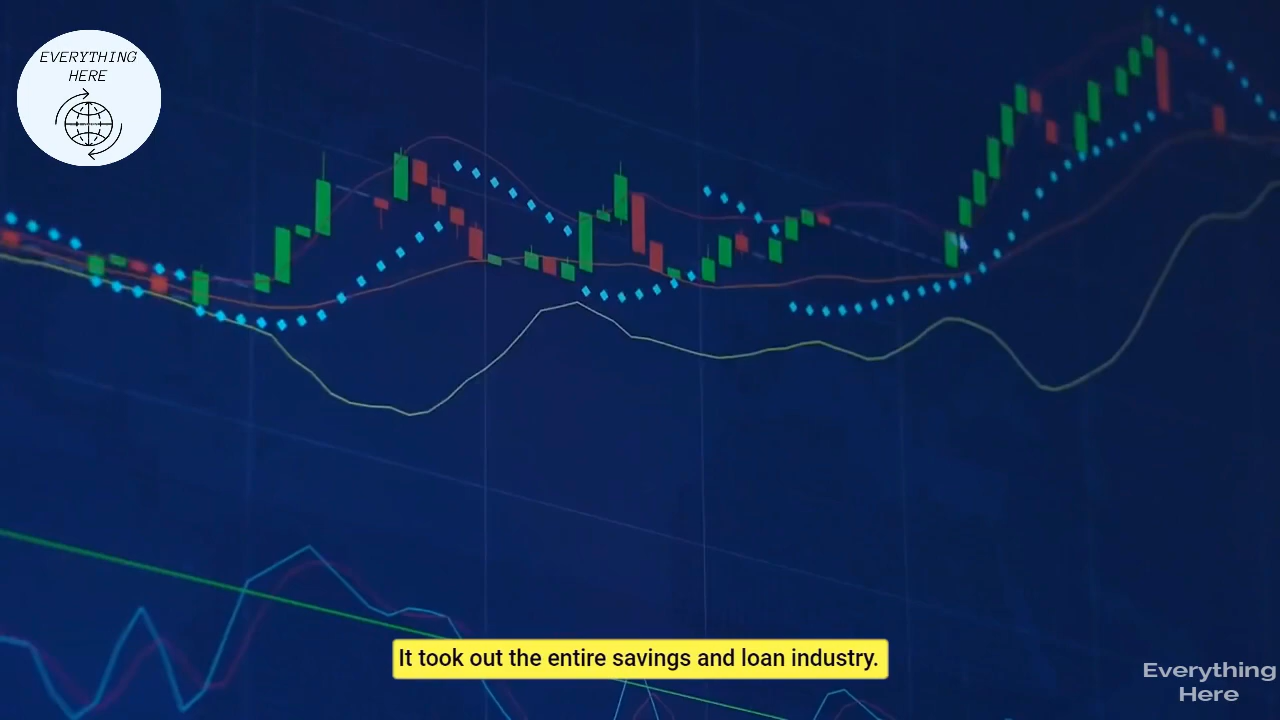 EVERYTHING
HERE
It took out the entire savings and loan industry.
Everything
Here